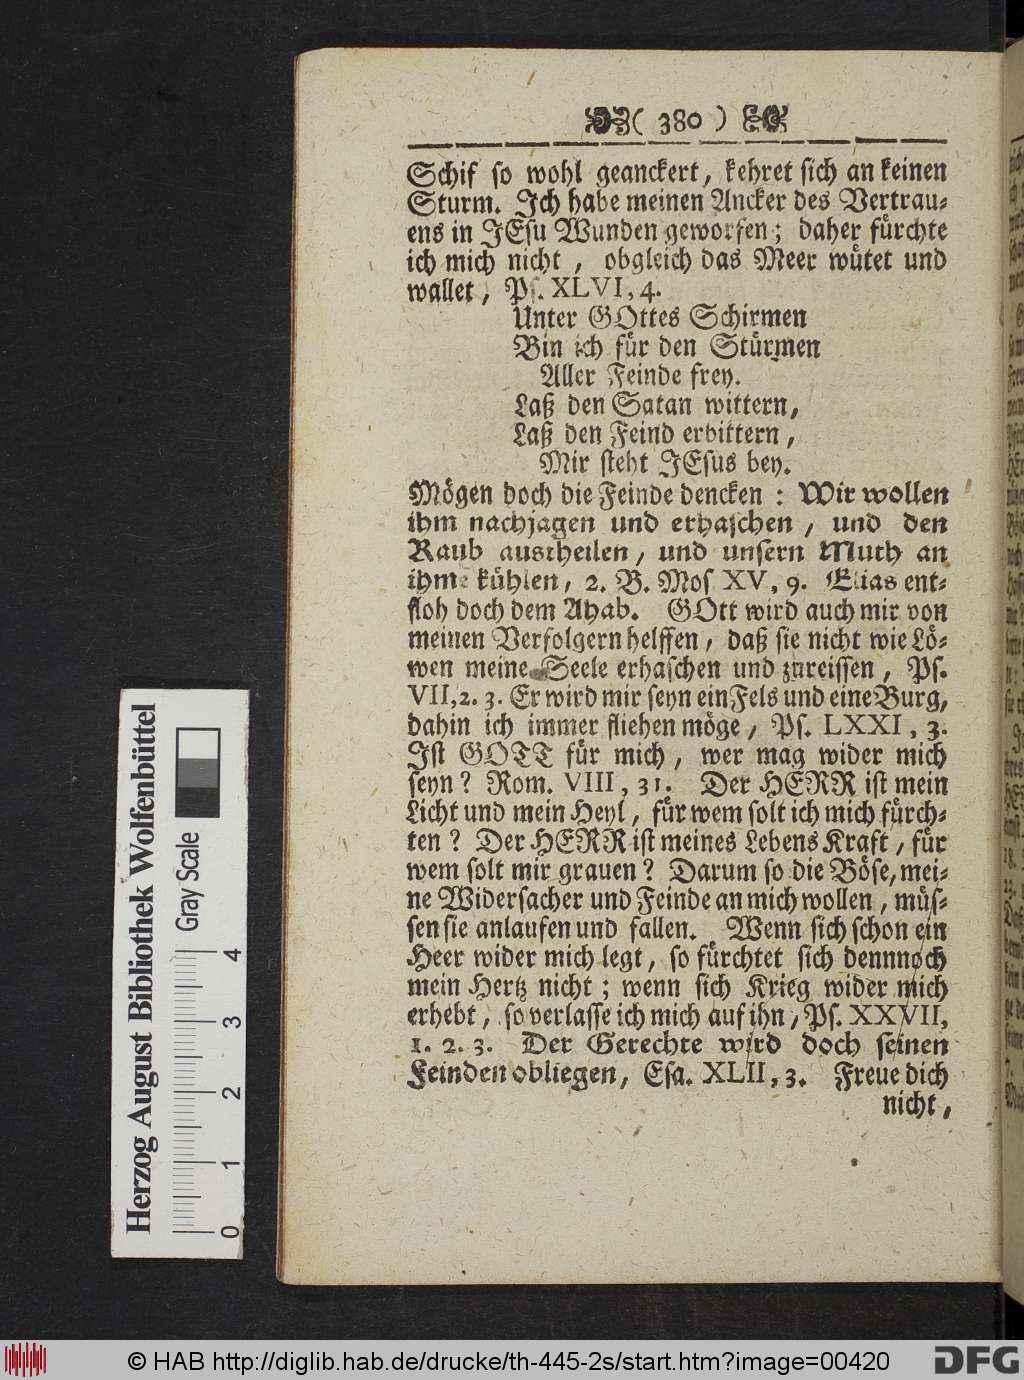 ( 380 )
Schif so wohl geanckert, kehret sich an keinen
Sturm. Ich habe meinen Ancker des Vertrau-
ens in JEsu Wunden geworfen; daher fürchte
ich mich nicht, obgleich das Meer wütet und
wallet, Ps. XLVI, 4.
Unter GOttes Schirmen
Bin ich für den Stürmen
Aller Feinde frey.
Laß den Satan wittern,
Laß den Feind erbittern,
Mir steht JEsus bey.
Mögen doch die Feinde dencken: Wir wollen
ihm nachjagen und erhaschen, und den
Raub austheilen, und unsern Muth an
ihme kühlen, 2. B. Mos XV, 9. Elias ent-
floh doch dem Ahab. GOtt wird auch mir von
meinen Verfolgern helffen, daß sie nicht wie Lö-
wen meine Seele erhaschen und zureissen, Ps.
VII, 2. 3. Er wird mir seyn ein Fels und eine Burg,
dahin ich immer fliehen möge, Ps. LXXI, 3.
Ist GOTT für mich, wer mag wider mich
seyn? Rom. VIII, 31. Der HERR ist mein
Licht und mein Heyl, für wem solt ich mich fürch-
ten? Der HERR ist meines Lebens Kraft, für
wem solt mir grauen? Darum so die Böse, mei-
ne Widersacher und Feinde an mich wollen, müs-
sen sie anlaufen und fallen. Wenn sich schon ein
Heer wider mich legt, so fürchtet sich dennnoch
mein Hertz nicht; wenn sich Krieg wider mich
erhebt, so verlasse ich mich auf ihn, Ps. XXVII,
1. 2. 3. Der Gerechte wird doch seinen
Feinden obliegen, Esa. XLII, 3. Freue dich
nicht,
Herzog August Bibliothek Wolfenbüttel
Gray Scale
0 1 2 3 4
© HAB http://diglib.hab.de/drucke/th-445-2s/start.htm?image=00420
DFG